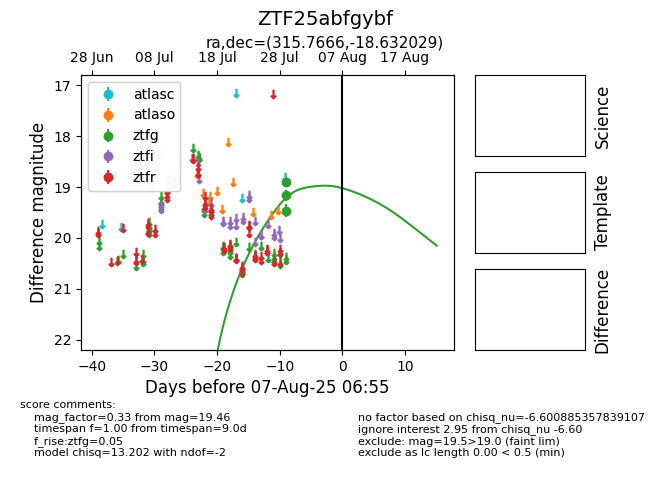 ZTF25abfgybf
ra,dec=(315.7666,-18.632029)
28 Jun 08 Jul 18 Jul 28 Jul 07 Aug 17 Aug
atlasc
atlaso
ztfg
ztfi
ztfr
17
18
19
20
21
22
Difference magnitude
−40 −30 −20 −10 0 10
Days before 07-Aug-25 06:55
Science
Template
Difference
score comments:
mag_factor=0.33 from mag=19.46
timespan f=1.00 from timespan=9.0d
f_rise:ztfg=0.05
model chisq=13.202 with ndof=-2
no factor based on chisq_nu=-6.600885357839107
ignore interest 2.95 from chisq_nu -6.60
exclude: mag=19.5>19.0 (faint lim)
exclude as lc length 0.00 < 0.5 (min)